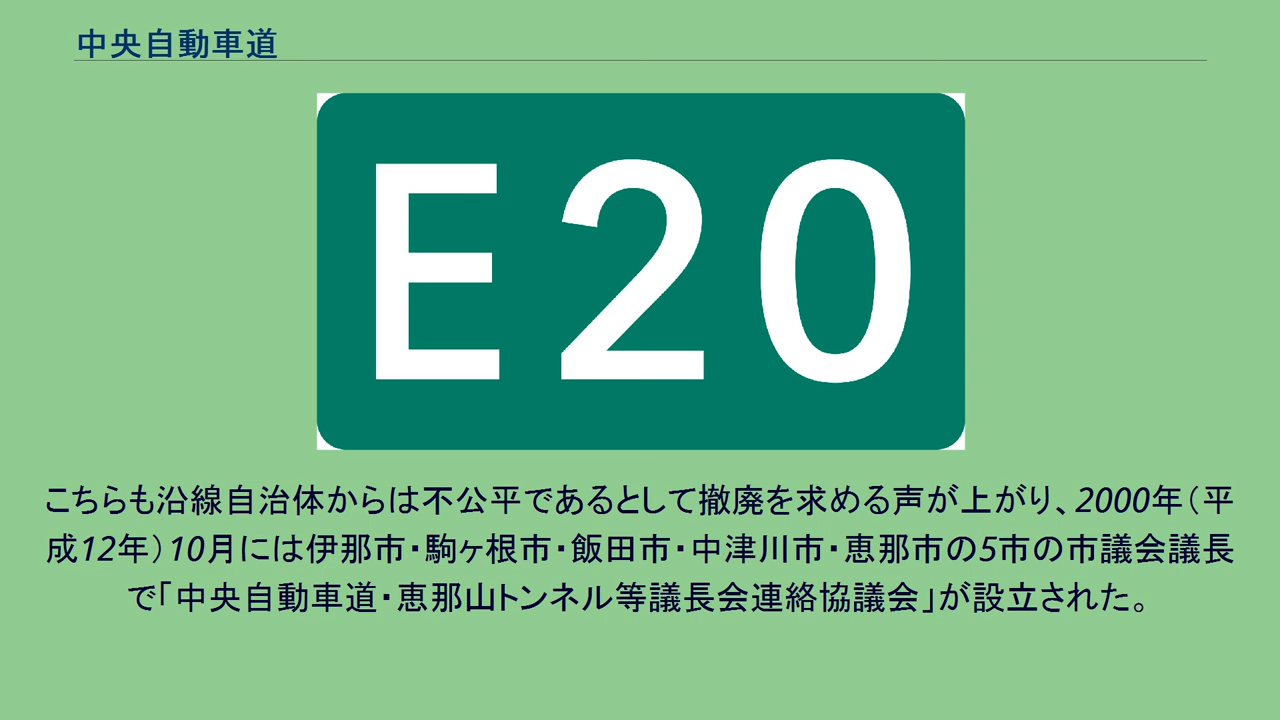 中央自動車道
E20
こちらも沿線自治体からは不公平であるとして撤廃を求める声が上がり、2000年（平
成12年）10月には伊那市・駒ヶ根市・飯田市・中津川市・恵那市の5市の市議会議長
で「中央自動車道・恵那山トンネル等議長会連絡協議会」が設立された。